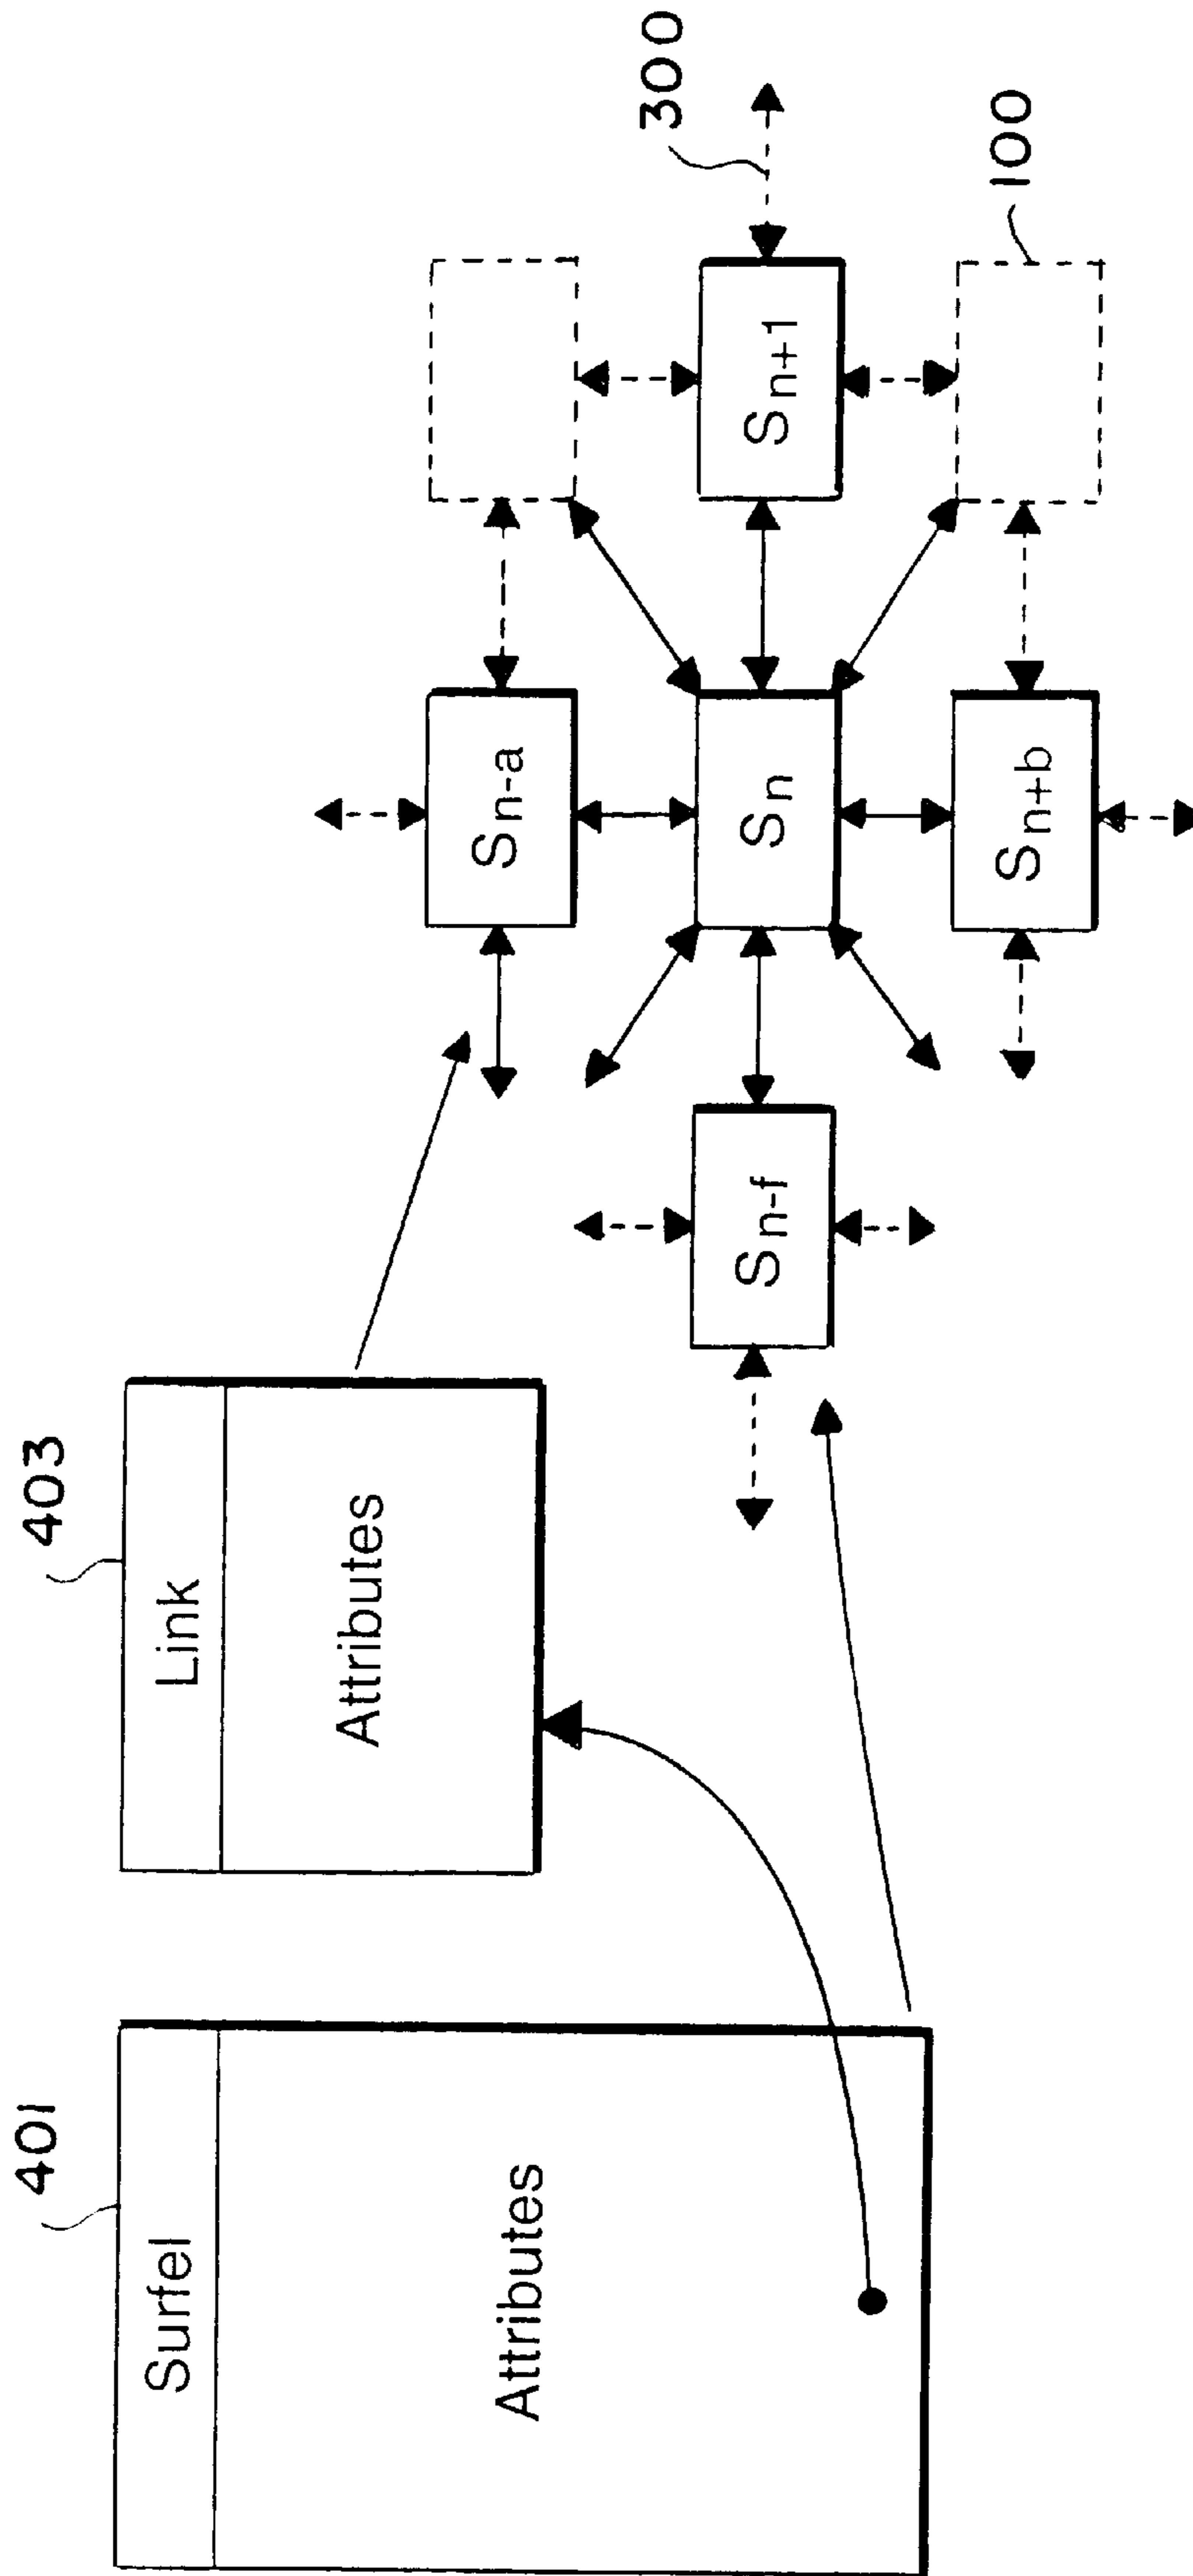 401
Surfel
Attributes
403
Link
Attributes
300
100
Sn-a
Sn-f
Sn
Sn+1
Sn+b